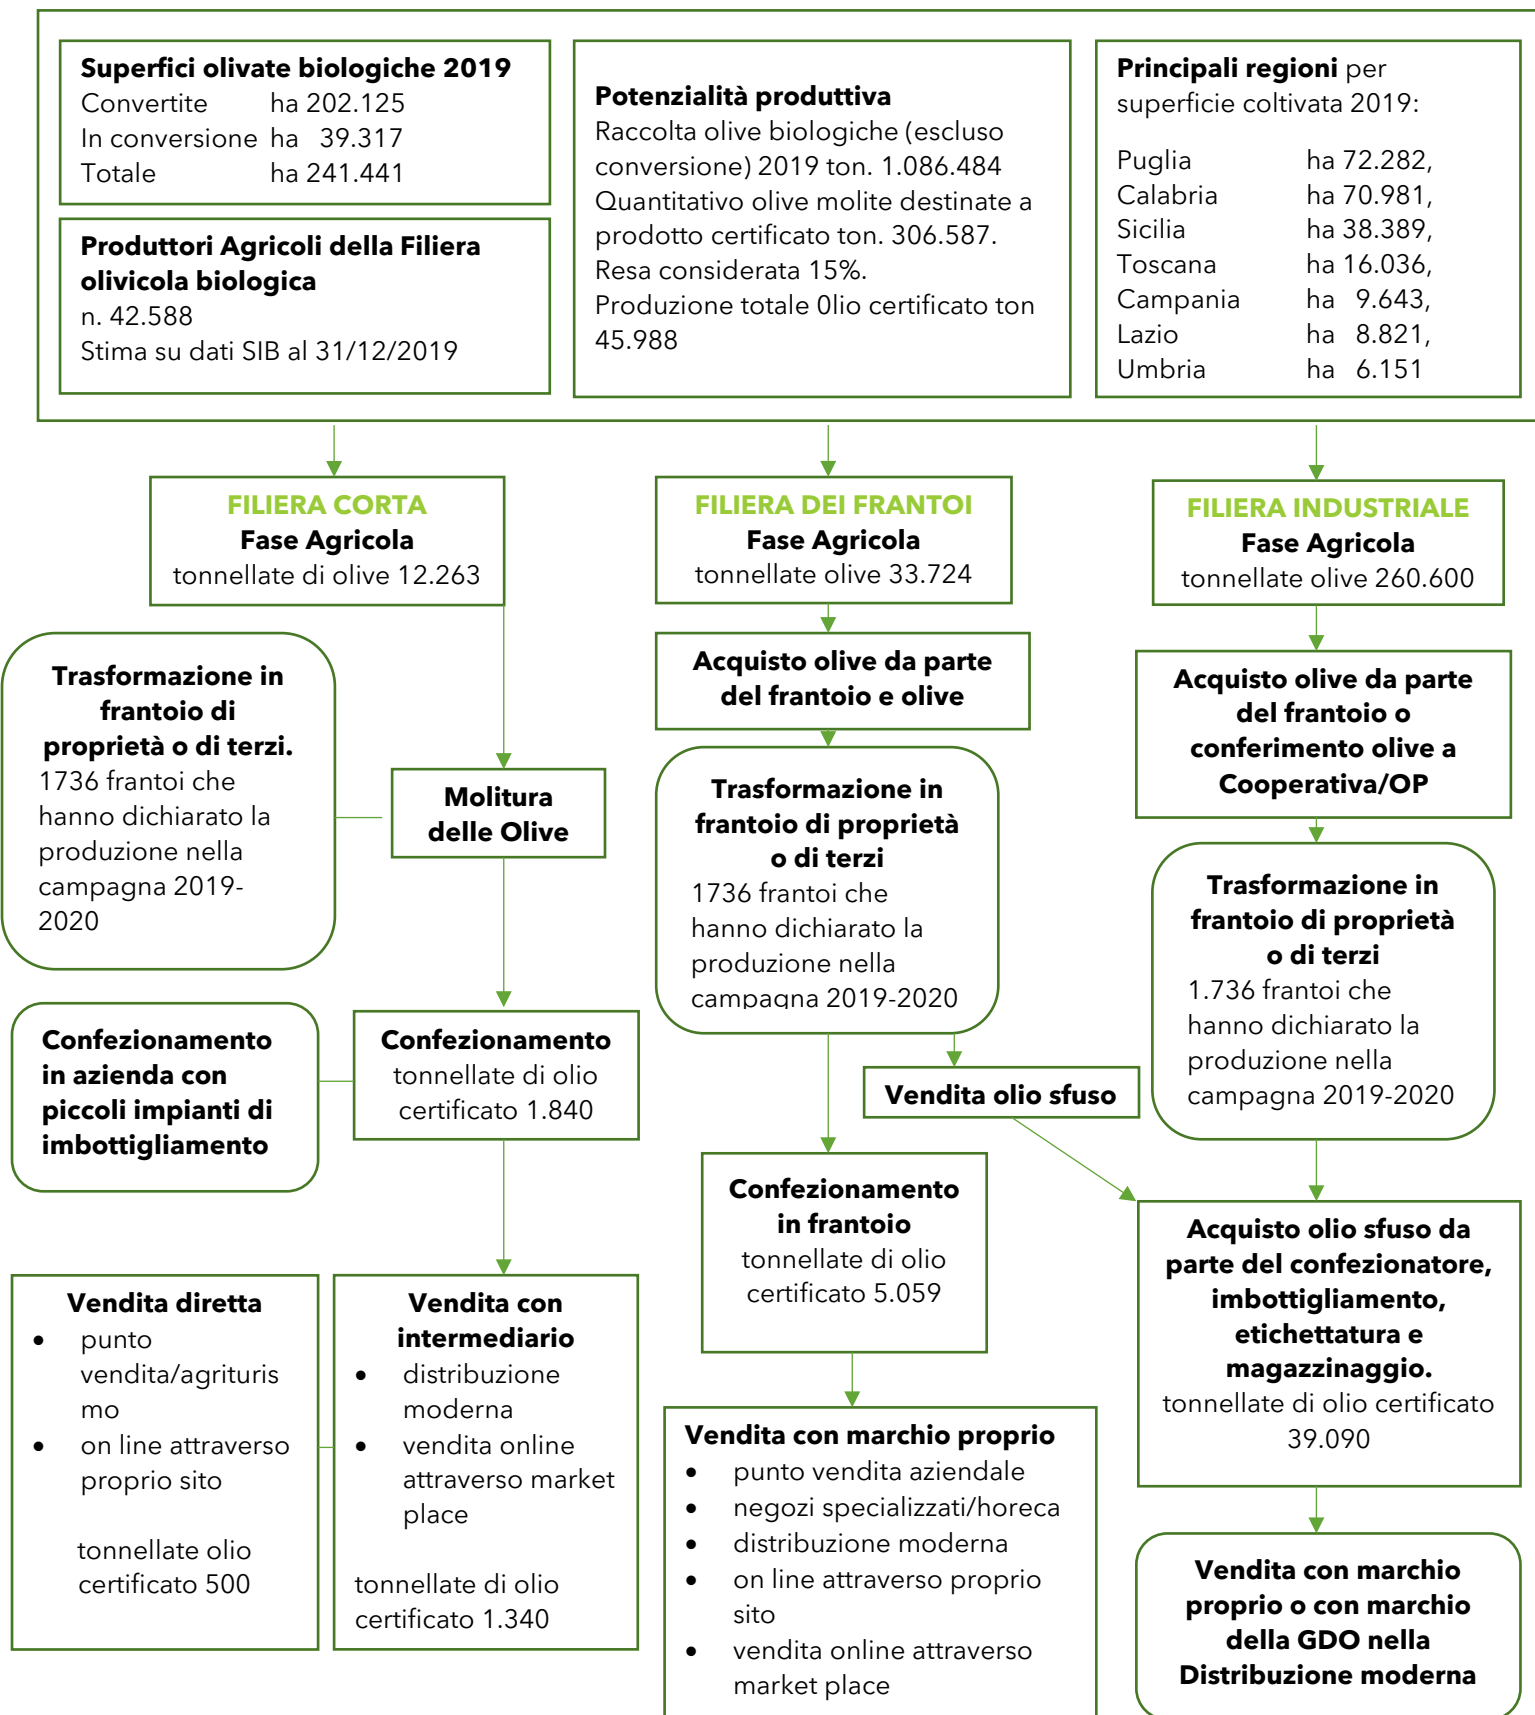 Superfici olivate biologiche 2019
Convertite ha 202.125
In conversione ha 39.317
Totale ha 241.441
Produttori Agricoli della Filiera
olivicola biologica
n. 42.588
Stima su dati SIB al 31/12/2019
Potenzialità produttiva
Raccolta olive biologiche (escluso
conversione) 2019 ton. 1.086.484
Quantitativo olive molite destinate a
prodotto certificato ton. 306.587.
Resa considerata 15%.
Produzione totale 0lio certificato ton
45.988
Principali regioni per
superficie coltivata 2019:
Puglia ha 72.282,
Calabria ha 70.981,
Sicilia ha 38.389,
Toscana ha 16.036,
Campania ha 9.643,
Lazio ha 8.821,
Umbria ha 6.151
FILIERA CORTA
Fase Agricola
tonnellate di olive 12.263
Trasformazione in
frantoio di
proprietà o di terzi.
1736 frantoi che
hanno dichiarato la
produzione nella
campagna 2019-
2020
Molitura
delle Olive
Confezionamento
in azienda con
piccoli impianti di
imbottigliamento
Confezionamento
tonnellate di olio
certificato 1.840
Vendita diretta
• punto
vendita/agrituris
mo
• on line attraverso
proprio sito
tonnellate olio
certificato 500
Vendita con
intermediario
• distribuzione
moderna
• vendita online
attraverso market
place
tonnellate di olio
certificato 1.340
FILIERA DEI FRANTOI
Fase Agricola
tonnellate olive 33.724
Acquisto olive da parte
del frantoio e olive
Trasformazione in
frantoio di proprietà
o di terzi
1736 frantoi che
hanno dichiarato la
produzione nella
campagna 2019-2020
Vendita olio sfuso
Confezionamento
in frantoio
tonnellate di olio
certificato 5.059
Vendita con marchio proprio
• punto vendita aziendale
• negozi specializzati/horeca
• distribuzione moderna
• on line attraverso proprio
sito
• vendita online attraverso
market place
FILIERA INDUSTRIALE
Fase Agricola
tonnellate olive 260.600
Acquisto olive da parte
del frantoio o
conferimento olive a
Cooperativa/OP
Trasformazione in
frantoio di proprietà
o di terzi
1.736 frantoi che
hanno dichiarato la
produzione nella
campagna 2019-2020
Acquisto olio sfuso da
parte del confezionatore,
imbottigliamento,
etichettatura e
magazzinaggio.
tonnellate di olio certificato
39.090
Vendita con marchio
proprio o con marchio
della GDO nella
Distribuzione moderna